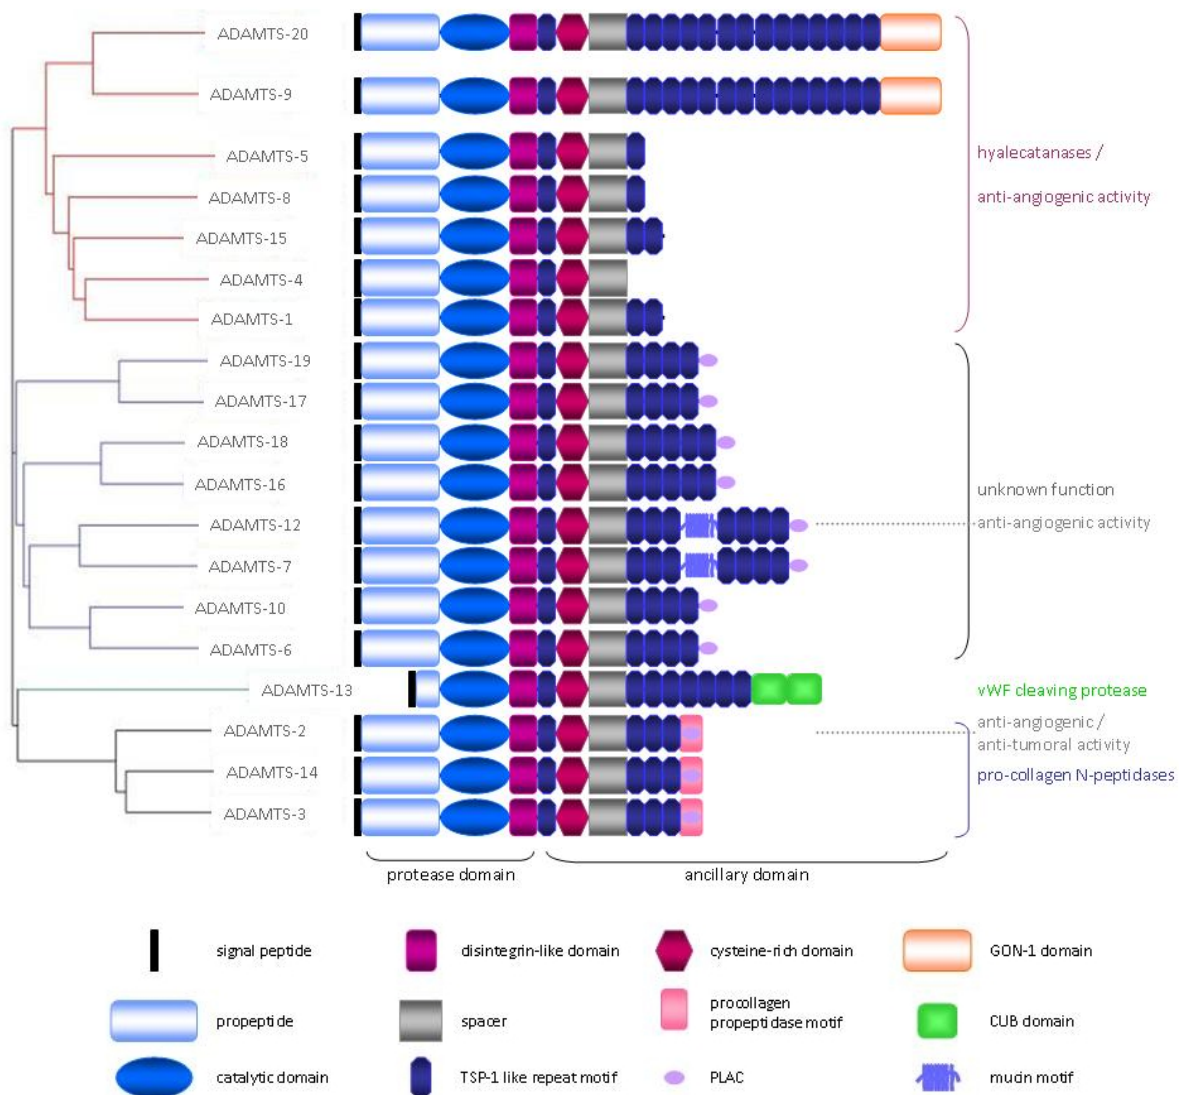 ADAMTS-20
ADAMTS-9
ADAMTS-5
hyalecatanases /
ADAMTS-8
anti-angiogenic activity
ADAMTS-15
ADAMTS-4
ADAMTS-1
ADAMTS-19
ADAMTS-17
ADAMTS-18
ADAMTS-16
unknown function
ADAMTS-12
anti-angiogenic activity
ADAMTS-7
ADAMTS-10
ADAMTS-6
ADAMTS-13
vWF cleaving protease
ADAMTS-2
anti-angiogenic /
anti-tumoral activity
ADAMTS-14
pro-collagen N-peptidases
ADAMTS-3
protease domain
ancillary domain
signal peptide
disintegrin-like domain
cysteine-rich domain
GON-1 domain
propeptide
spacer
procollagen
propeptidase motif
CUB domain
catalytic domain
TSP-1 like repeat motif
PLAC
mucin motif